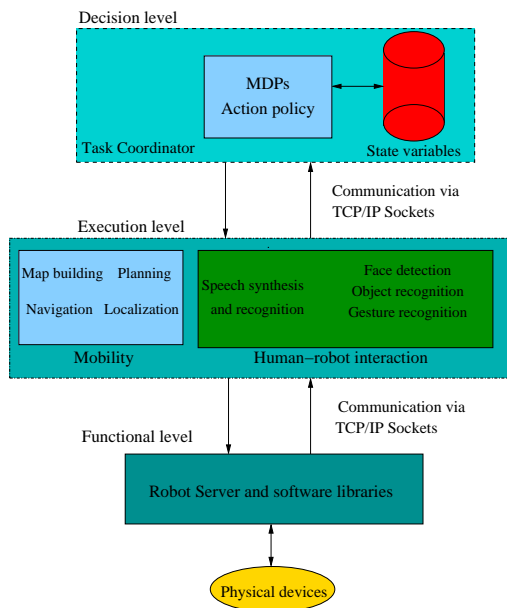 Decision level
MDPs
Action policy
Task Coordinator
State variables
Communication via
TCP/IP Sockets
Execution level
Map building
Planning
Navigation
Localization
Mobility
Speech synthesis
and recognition
Face detection
Object recognition
Gesture recognition
Human−robot interaction
Communication via
TCP/IP Sockets
Functional level
Robot Server and software libraries
Physical devices